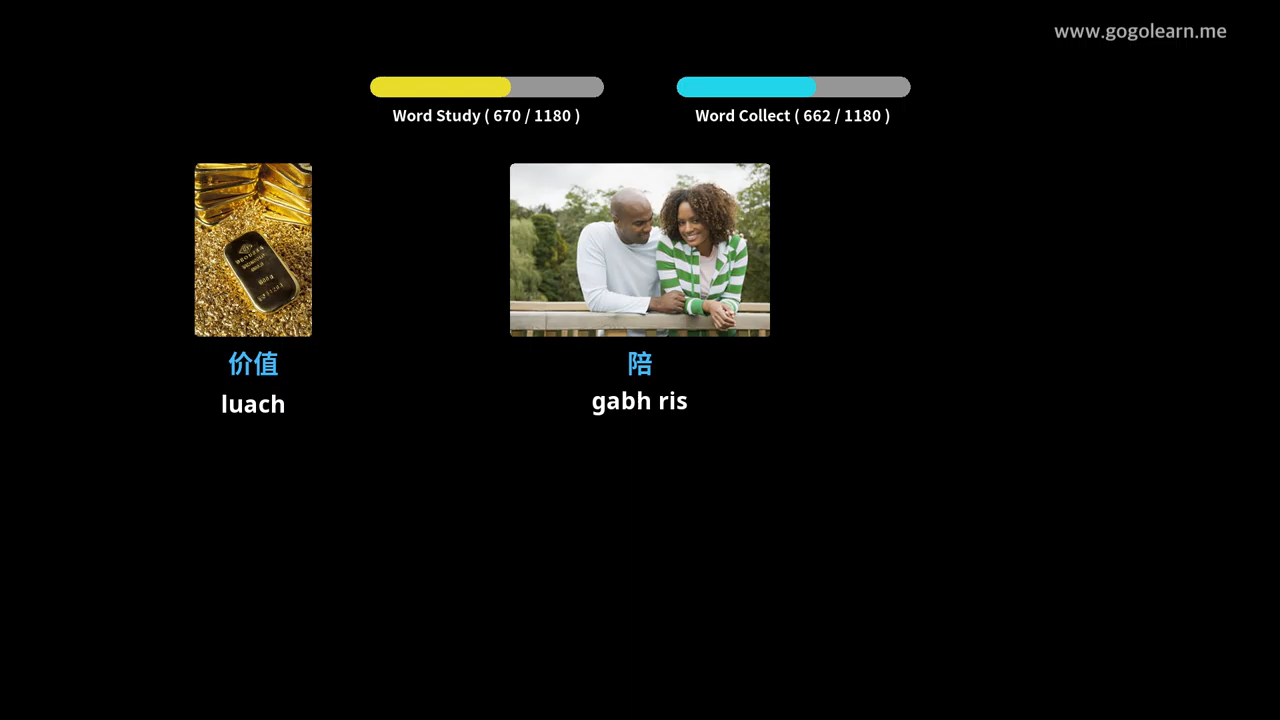 www.gogolearn.me
Word Study ( 670 / 1180 )
Word Collect ( 662 / 1180 )
价值
陪
luach
gabh ris